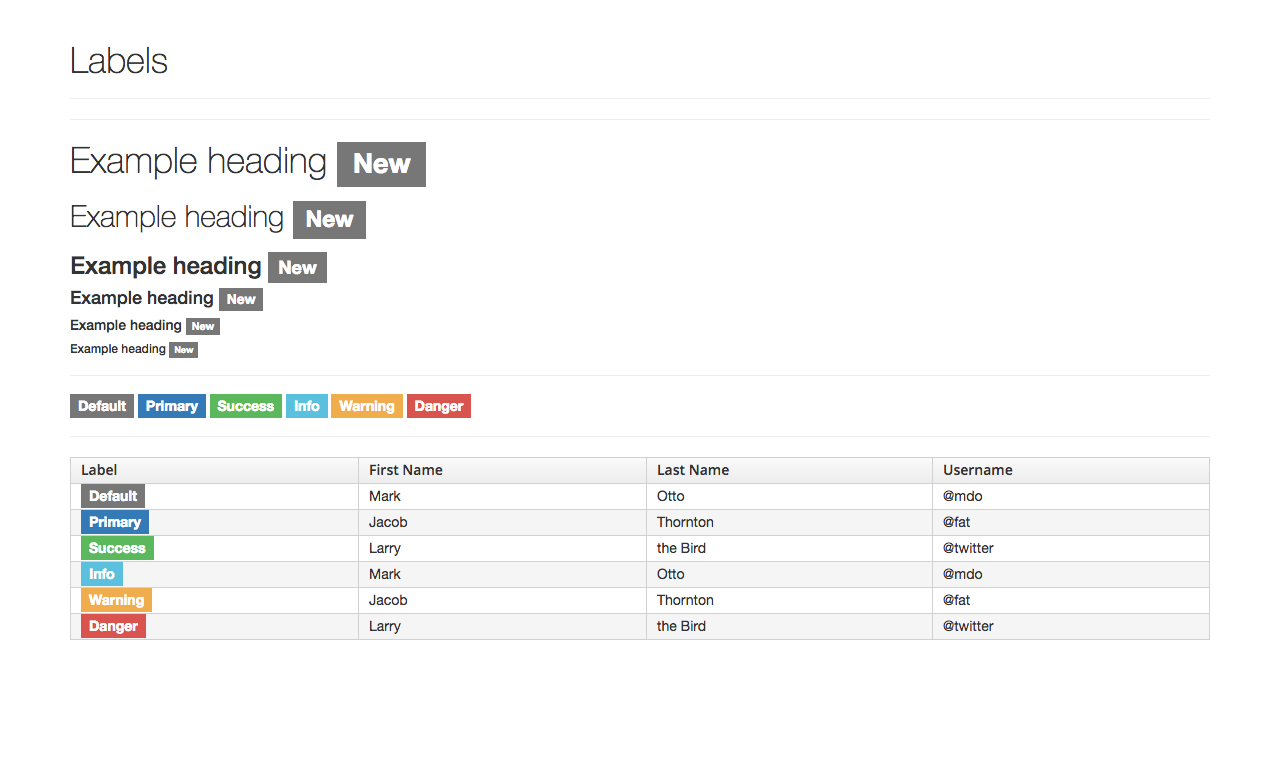 Labels
Example heading New
Example heading New
Example heading New
Example heading New
Example heading New
Example heading New
Default Primary Success Info Warning Danger
Label First Name Last Name Username
Default Mark Otto @mdo
Primary Jacob Thornton @fat
Success Larry the Bird @twitter
Info Mark Otto @mdo
Warning Jacob Thornton @fat
Danger Larry the Bird @twitter